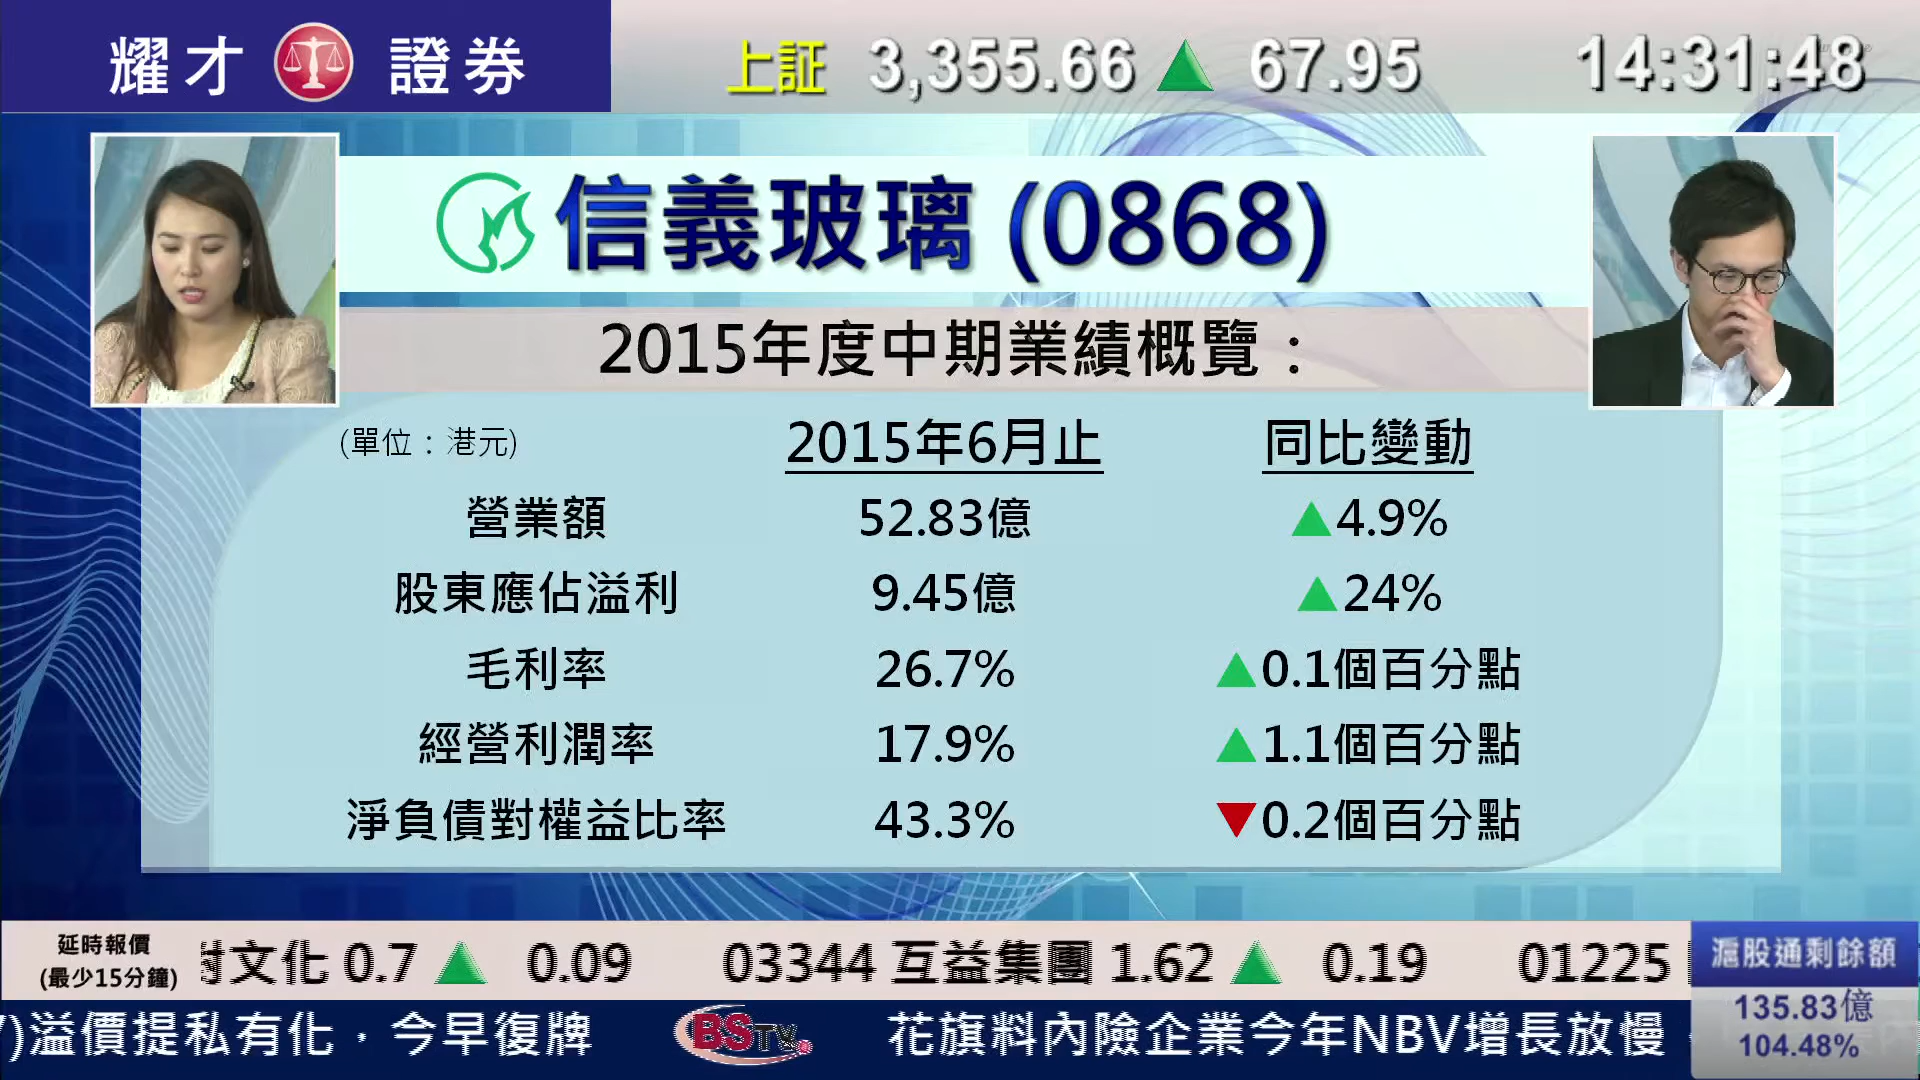 耀才 證券
上証 3,355.66 ▲ 67.95 14:31:48
信義玻璃 (0868)
2015年度中期業績概覽：
(單位：港元) 2015年6月止 同比變動
營業額 52.83億 ▲4.9%
股東應佔溢利 9.45億 ▲24%
毛利率 26.7% ▲0.1個百分點
經營利潤率 17.9% ▲1.1個百分點
淨負債對權益比率 43.3% ▼0.2個百分點
延時報價
(最少15分鐘)
文化 0.7 ▲ 0.09 03344 互益集團 1.62 ▲ 0.19 01225
滬股通剩餘額
135.83億
104.48%
)溢價提私有化，今早復牌 BSTV 花旗料內險企業今年NBV增長放慢